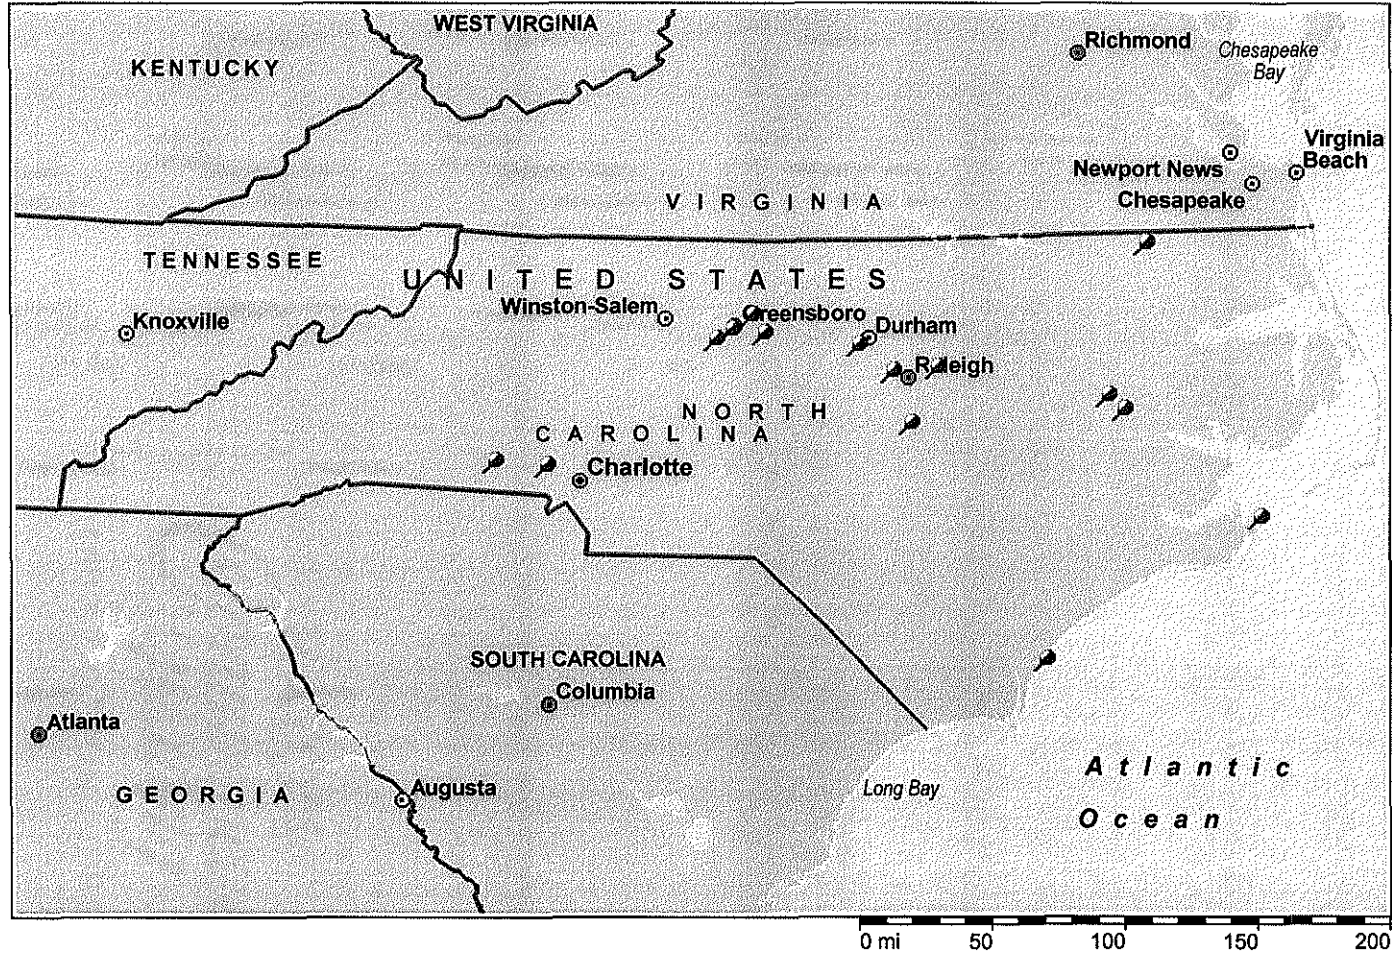 WEST VIRGINIA
Richmond
Chesapeake
Bay
KENTUCKY
Virginia
Beach
Newport News
Chesapeake
VIRGINIA
TENNESSEE
UNITED STATES
Winston-Salem
Greensboro
Knoxville
Durham
Raleigh
NORTH
CAROLINA
Charlotte
SOUTH CAROLINA
Columbia
Atlanta
Atlantic
Ocean
GEORGIA
Augusta
Long Bay
0 mi 50 100 150 200